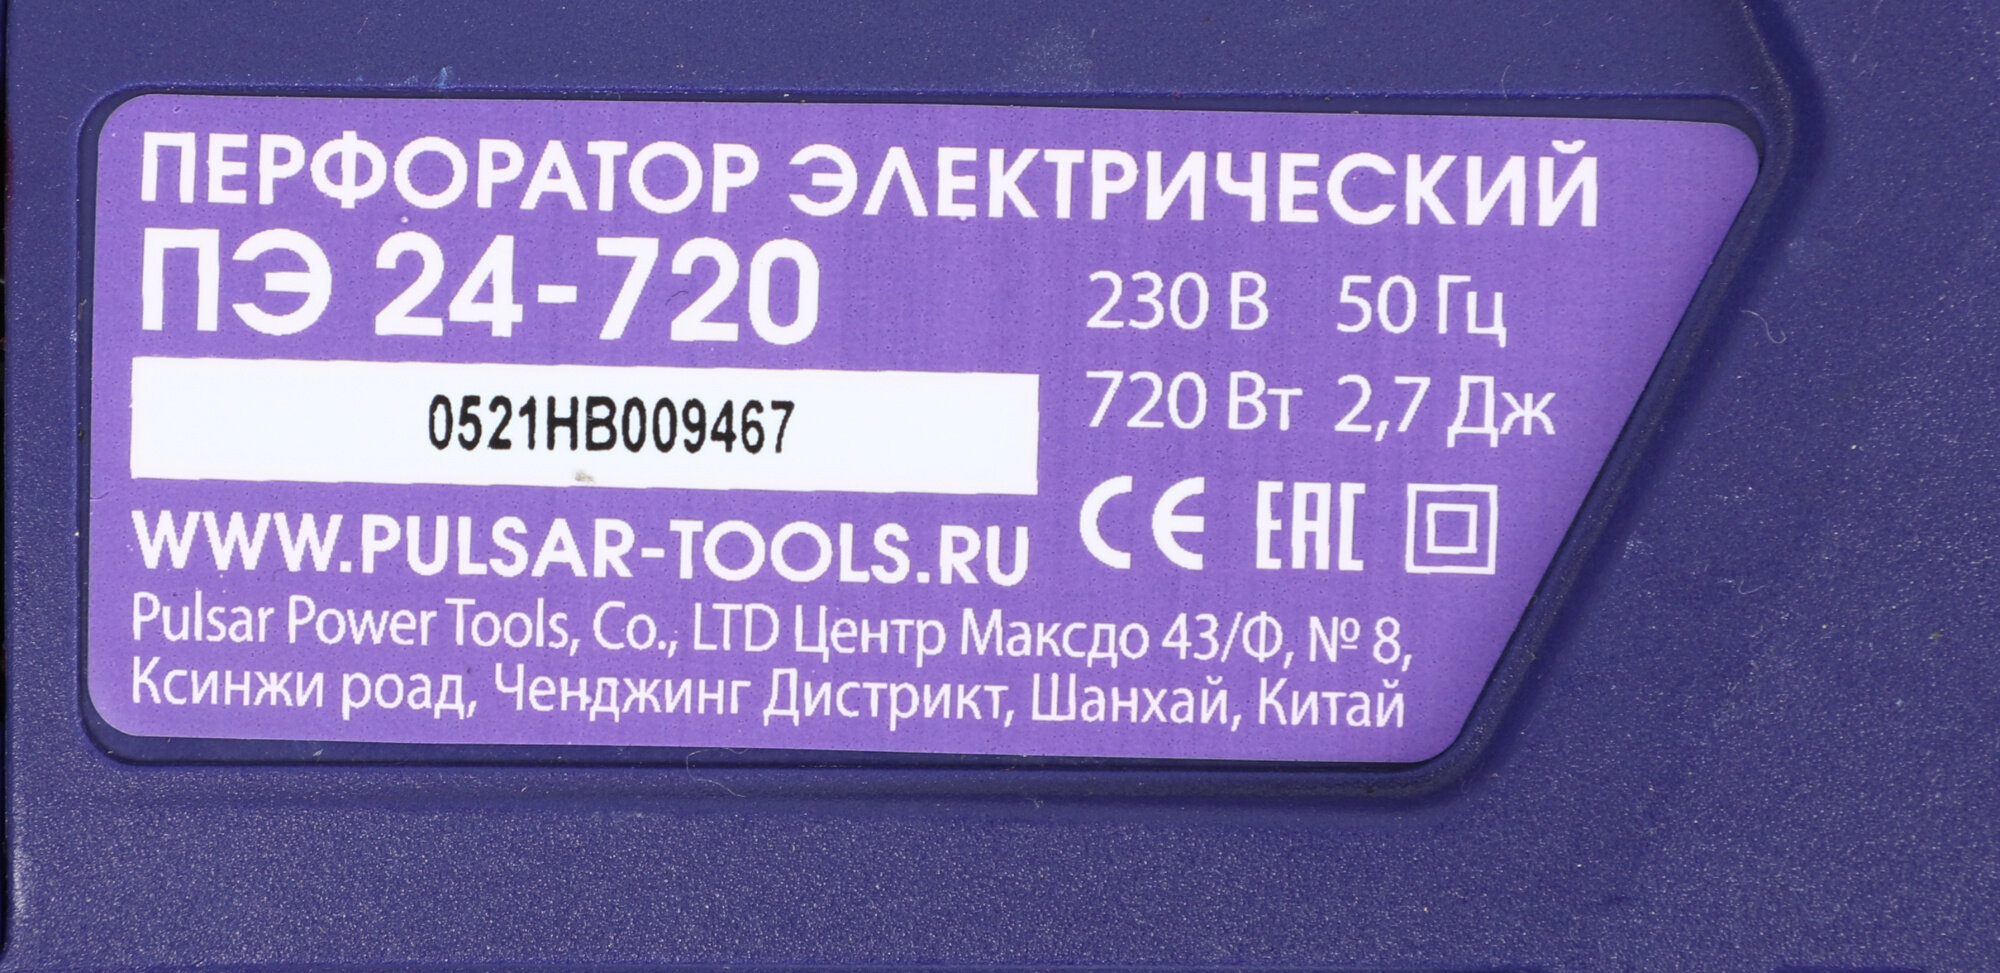 ПЕРФОРАТОР ЭЛЕКТРИЧЕСКИЙ
ПЭ 24-720
230 В 50 Гц
720 Вт 2,7 Дж
0521HB009467
CE EAC
WWW.PULSAR-TOOLS.RU
Pulsar Power Tools, Co., LTD Центр Максдо 43/Ф, № 8,
Ксинжи роад, Ченджинг Дистрикт, Шанхай, Китай